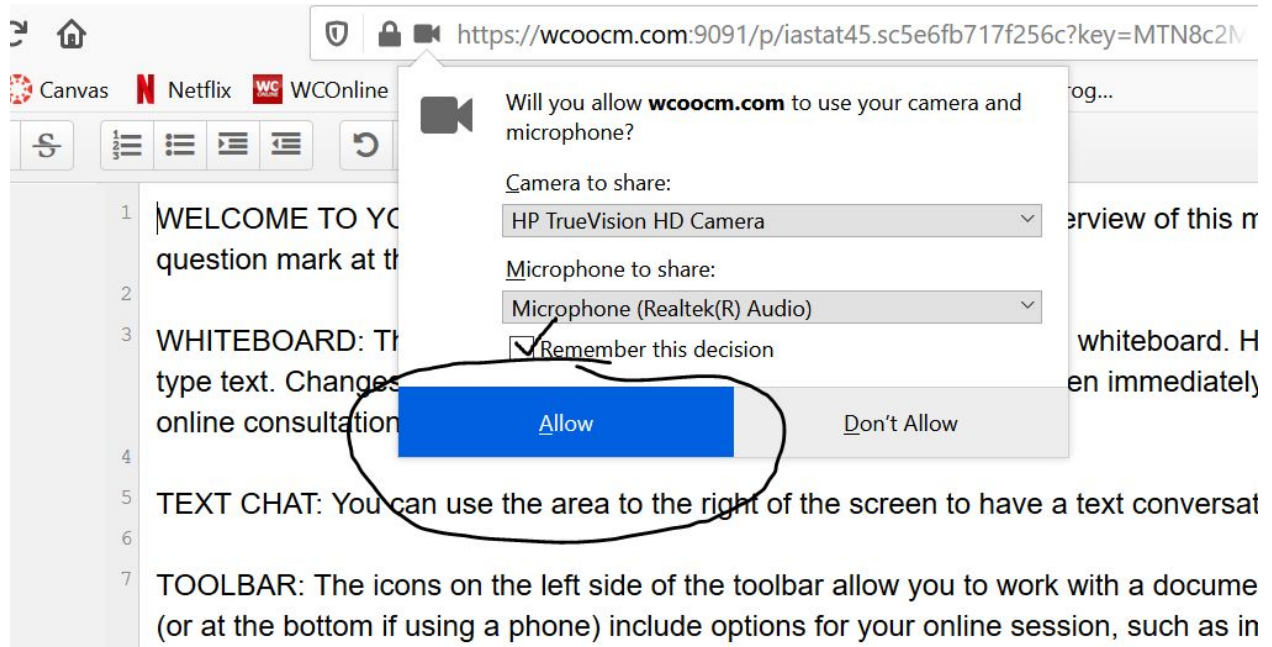 https://wcoocm.com:9091/p/iastat45.sc5e6fb717f256c?key=MTN8c2M
Canvas Netflix WC WCOnline og...
Will you allow wcoocm.com to use your camera and
microphone?
Camera to share:
HP TrueVision HD Camera
Microphone to share:
Microphone (Realtek(R) Audio)
Remember this decision
Allow Don't Allow
1 WELCOME TO YO erview of this m
question mark at th
2
3 WHITEBOARD: Th whiteboard. H
type text. Changes en immediately
online consultation
4
5 TEXT CHAT: You can use the area to the right of the screen to have a text conversat
6
7 TOOLBAR: The icons on the left side of the toolbar allow you to work with a docume
(or at the bottom if using a phone) include options for your online session, such as im